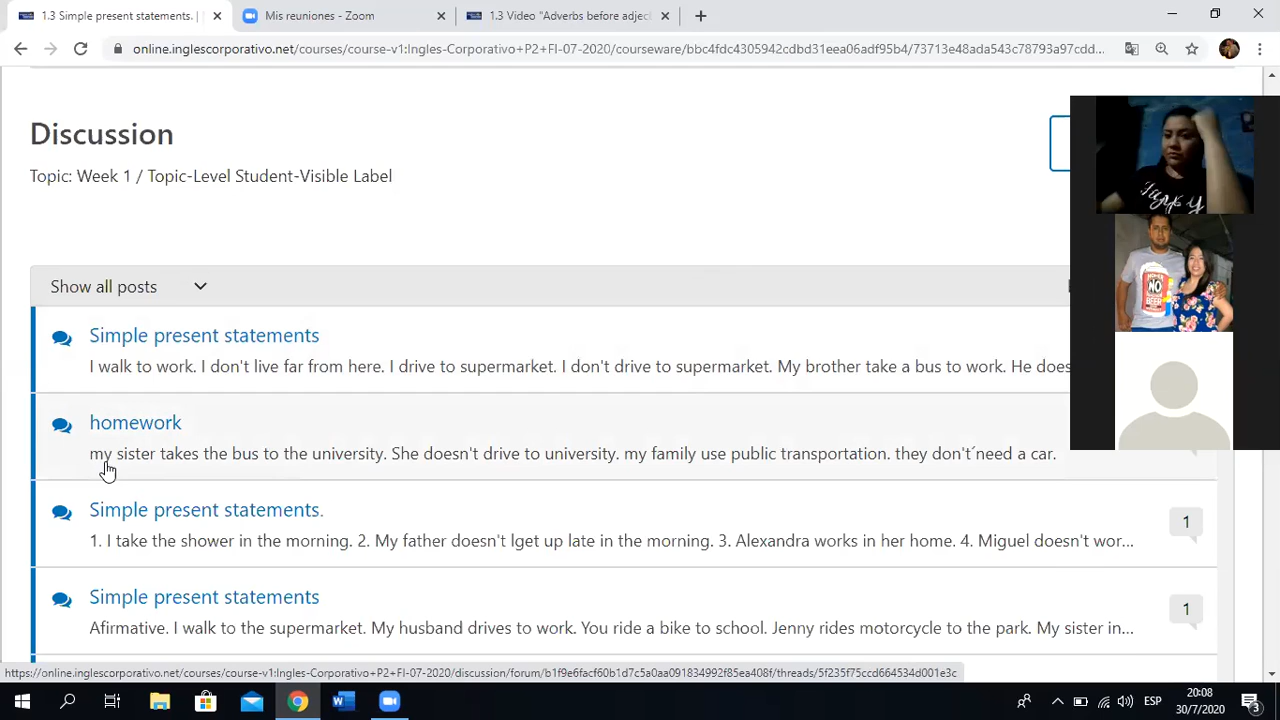 1.3 Simple present statements. |
Mis reuniones - Zoom
1.3 Video "Adverbs before adject
online.inglescorporativo.net/courses/course-v1:Ingles-Corporativo+P2+FI-07-2020/courseware/bbc4fdc4305942cdbd31eea06adf95b4/73713e48ada543c78793a97cdd...
Discussion
Topic: Week 1 / Topic-Level Student-Visible Label
Show all posts
Simple present statements
I walk to work. I don't live far from here. I drive to supermarket. I don't drive to supermarket. My brother take a bus to work. He does
homework
my sister takes the bus to the university. She doesn't drive to university. my family use public transportation. they don't´need a car.
Simple present statements.
1. I take the shower in the morning. 2. My father doesn't lget up late in the morning. 3. Alexandra works in her home. 4. Miguel doesn't wor...
1
Simple present statements
Afirmative. I walk to the supermarket. My husband drives to work. You ride a bike to school. Jenny rides motorcycle to the park. My sister in...
1
NO
BEER
https://online.inglescorporativo.net/courses/course-v1:Ingles-Corporativo+P2+FI-07-2020/discussion/forum/b1f9e6facf60b1d7c5a0aa091834992f85ea408f/threads/5f235f75ccd664534d001e3c
ESP
20:08
30/7/2020
3